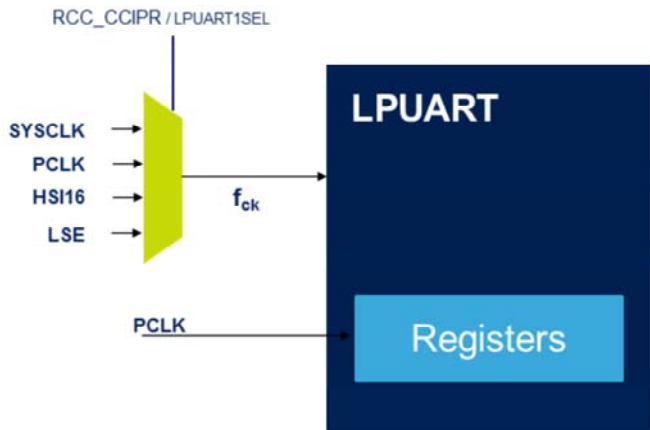 RCC_CCIPR / LPUART1SEL
LPUART
SYSCLK
PCLK
HSI16
LSE
fck
PCLK
Registers